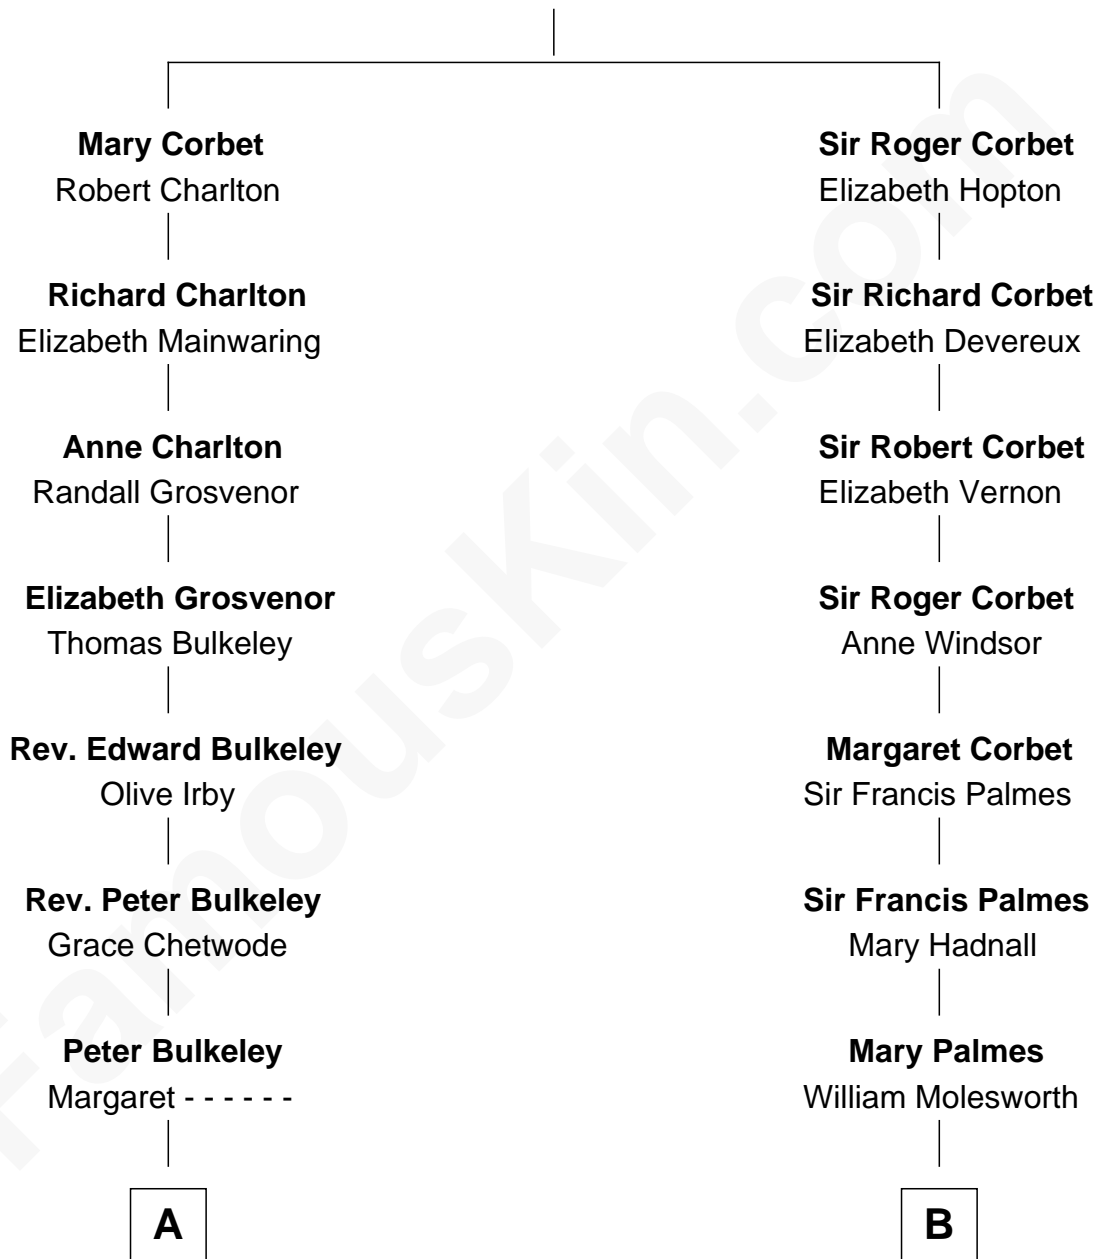 Mary Corbet
Robert Charlton
Richard Charlton
Elizabeth Mainwaring
Anne Charlton
Randall Grosvenor
Elizabeth Grosvenor
Thomas Bulkeley
Rev. Edward Bulkeley
Olive Irby
Rev. Peter Bulkeley
Grace Chetwode
Peter Bulkeley
Margaret - - - - - -
A
Sir Roger Corbet
Elizabeth Hopton
Sir Richard Corbet
Elizabeth Devereux
Sir Robert Corbet
Elizabeth Vernon
Sir Roger Corbet
Anne Windsor
Margaret Corbet
Sir Francis Palmes
Sir Francis Palmes
Mary Hadnall
Mary Palmes
William Molesworth
B
FamousKin.com